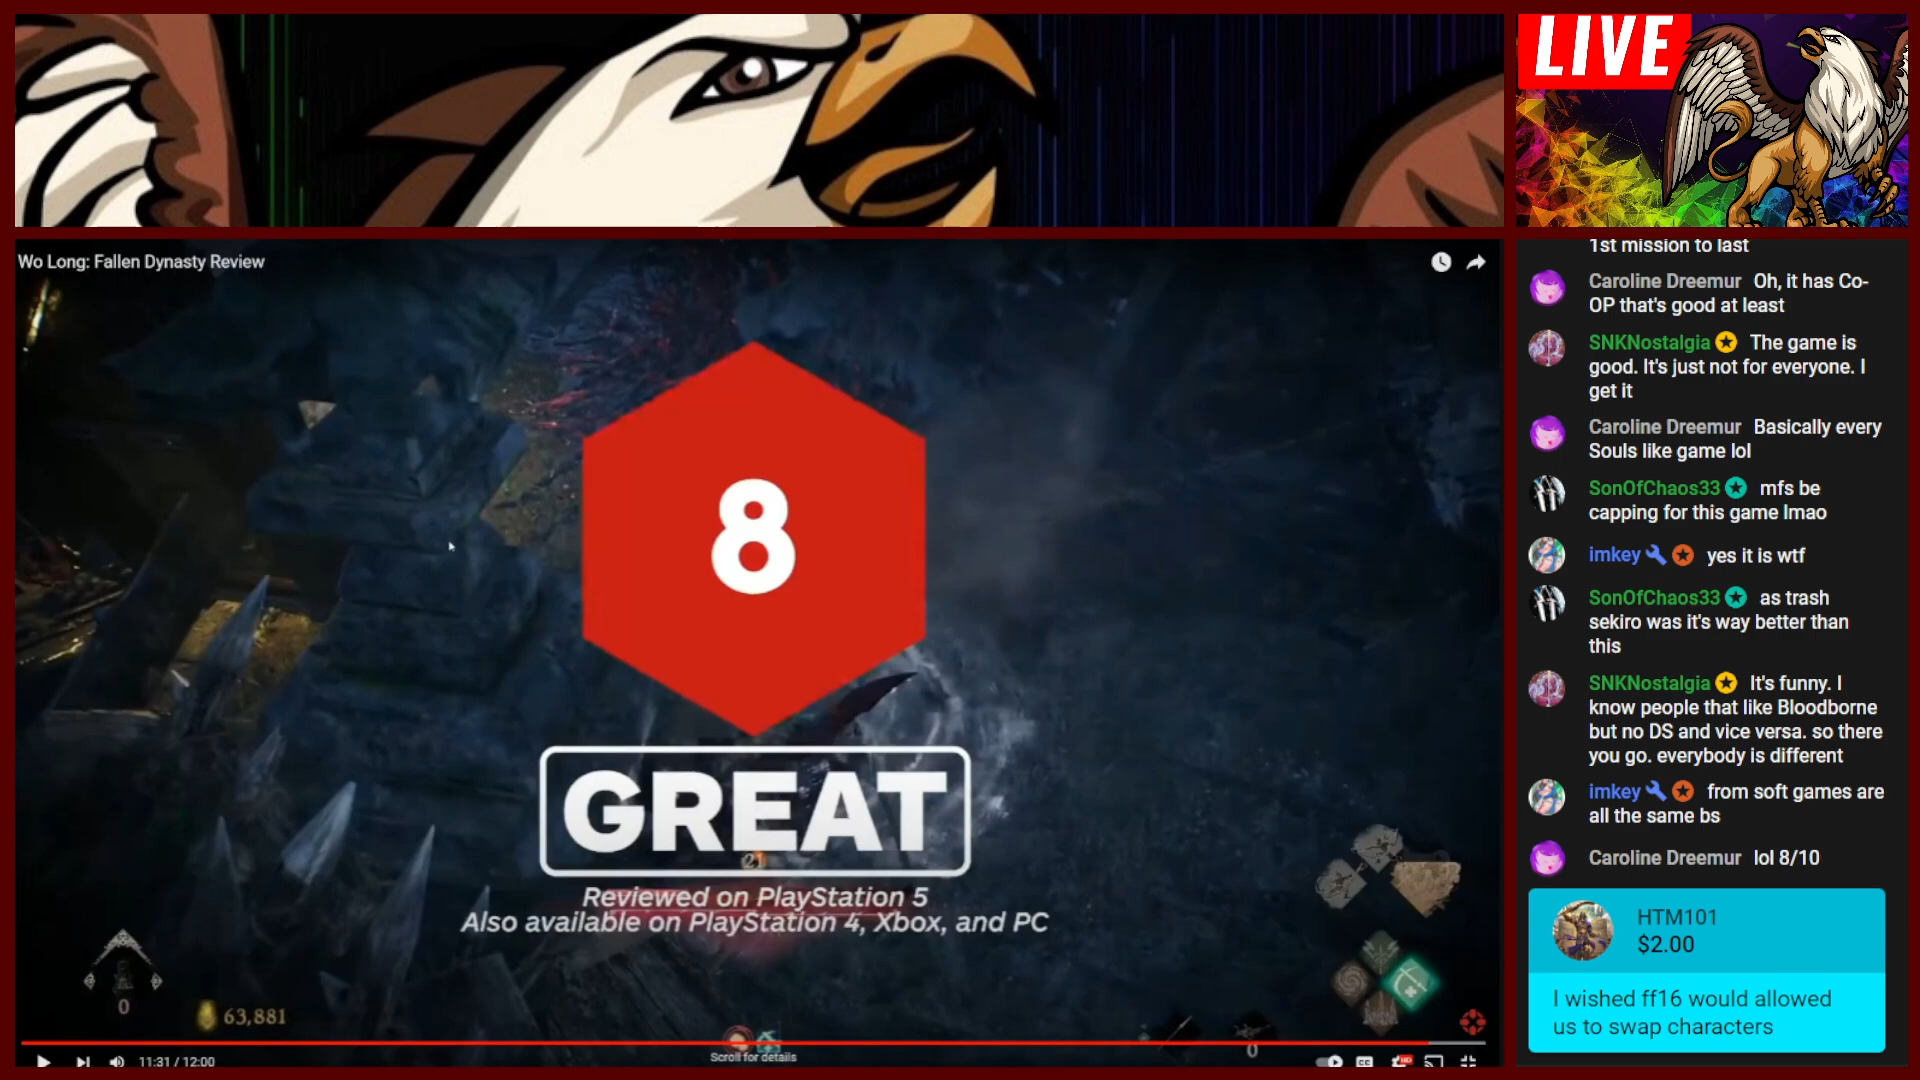 LIVE
Wo Long: Fallen Dynasty Review
8
GREAT
Reviewed on PlayStation 5
Also available on PlayStation 4, Xbox, and PC
0
63,881
0
Scroll for details
11:31 / 12:00
CC
HD
1st mission to last
Caroline Dreemur Oh, it has Co-
OP that's good at least
SNKNostalgia The game is
good. It's just not for everyone. I
get it
Caroline Dreemur Basically every
Souls like game lol
SonOfChaos33 mfs be
capping for this game lmao
imkey yes it is wtf
SonOfChaos33 as trash
sekiro was it's way better than
this
SNKNostalgia It's funny. I
know people that like Bloodborne
but no DS and vice versa. so there
you go. everybody is different
imkey from soft games are
all the same bs
Caroline Dreemur lol 8/10
HTM101
$2.00
I wished ff16 would allowed
us to swap characters